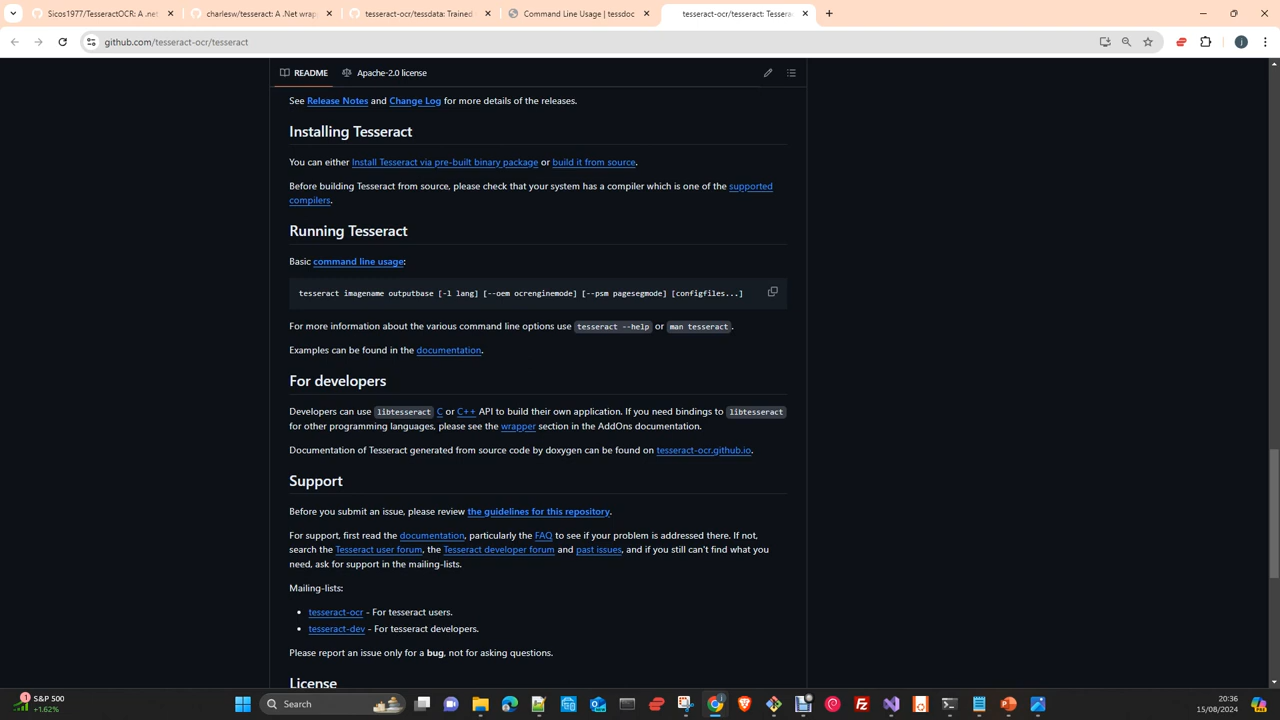 Sicos1977/TesseractOCR: A .net
charlesw/tesseract: A .Net wrapp
tesseract-ocr/tessdata: Trained
Command Line Usage | tessdoc
tesseract-ocr/tesseract: Tessera
github.com/tesseract-ocr/tesseract
README
Apache-2.0 license
See Release Notes and Change Log for more details of the releases.
Installing Tesseract
You can either Install Tesseract via pre-built binary package or build it from source.
Before building Tesseract from source, please check that your system has a compiler which is one of the supported
compilers.
Running Tesseract
Basic command line usage:
tesseract imagename outputbase [-l lang] [--oem ocrenginemode] [--psm pagesegmode] [configfiles...]
For more information about the various command line options use tesseract --help or man tesseract.
Examples can be found in the documentation.
For developers
Developers can use libtesseract C or C++ API to build their own application. If you need bindings to libtesseract
for other programming languages, please see the wrapper section in the AddOns documentation.
Documentation of Tesseract generated from source code by doxygen can be found on tesseract-ocr.github.io.
Support
Before you submit an issue, please review the guidelines for this repository.
For support, first read the documentation, particularly the FAQ to see if your problem is addressed there. If not,
search the Tesseract user forum, the Tesseract developer forum and past issues, and if you still can't find what you
need, ask for support in the mailing-lists.
Mailing-lists:
tesseract-ocr - For tesseract users.
tesseract-dev - For tesseract developers.
Please report an issue only for a bug, not for asking questions.
License
S&P 500
+1.62%
Search
20:36
15/08/2024